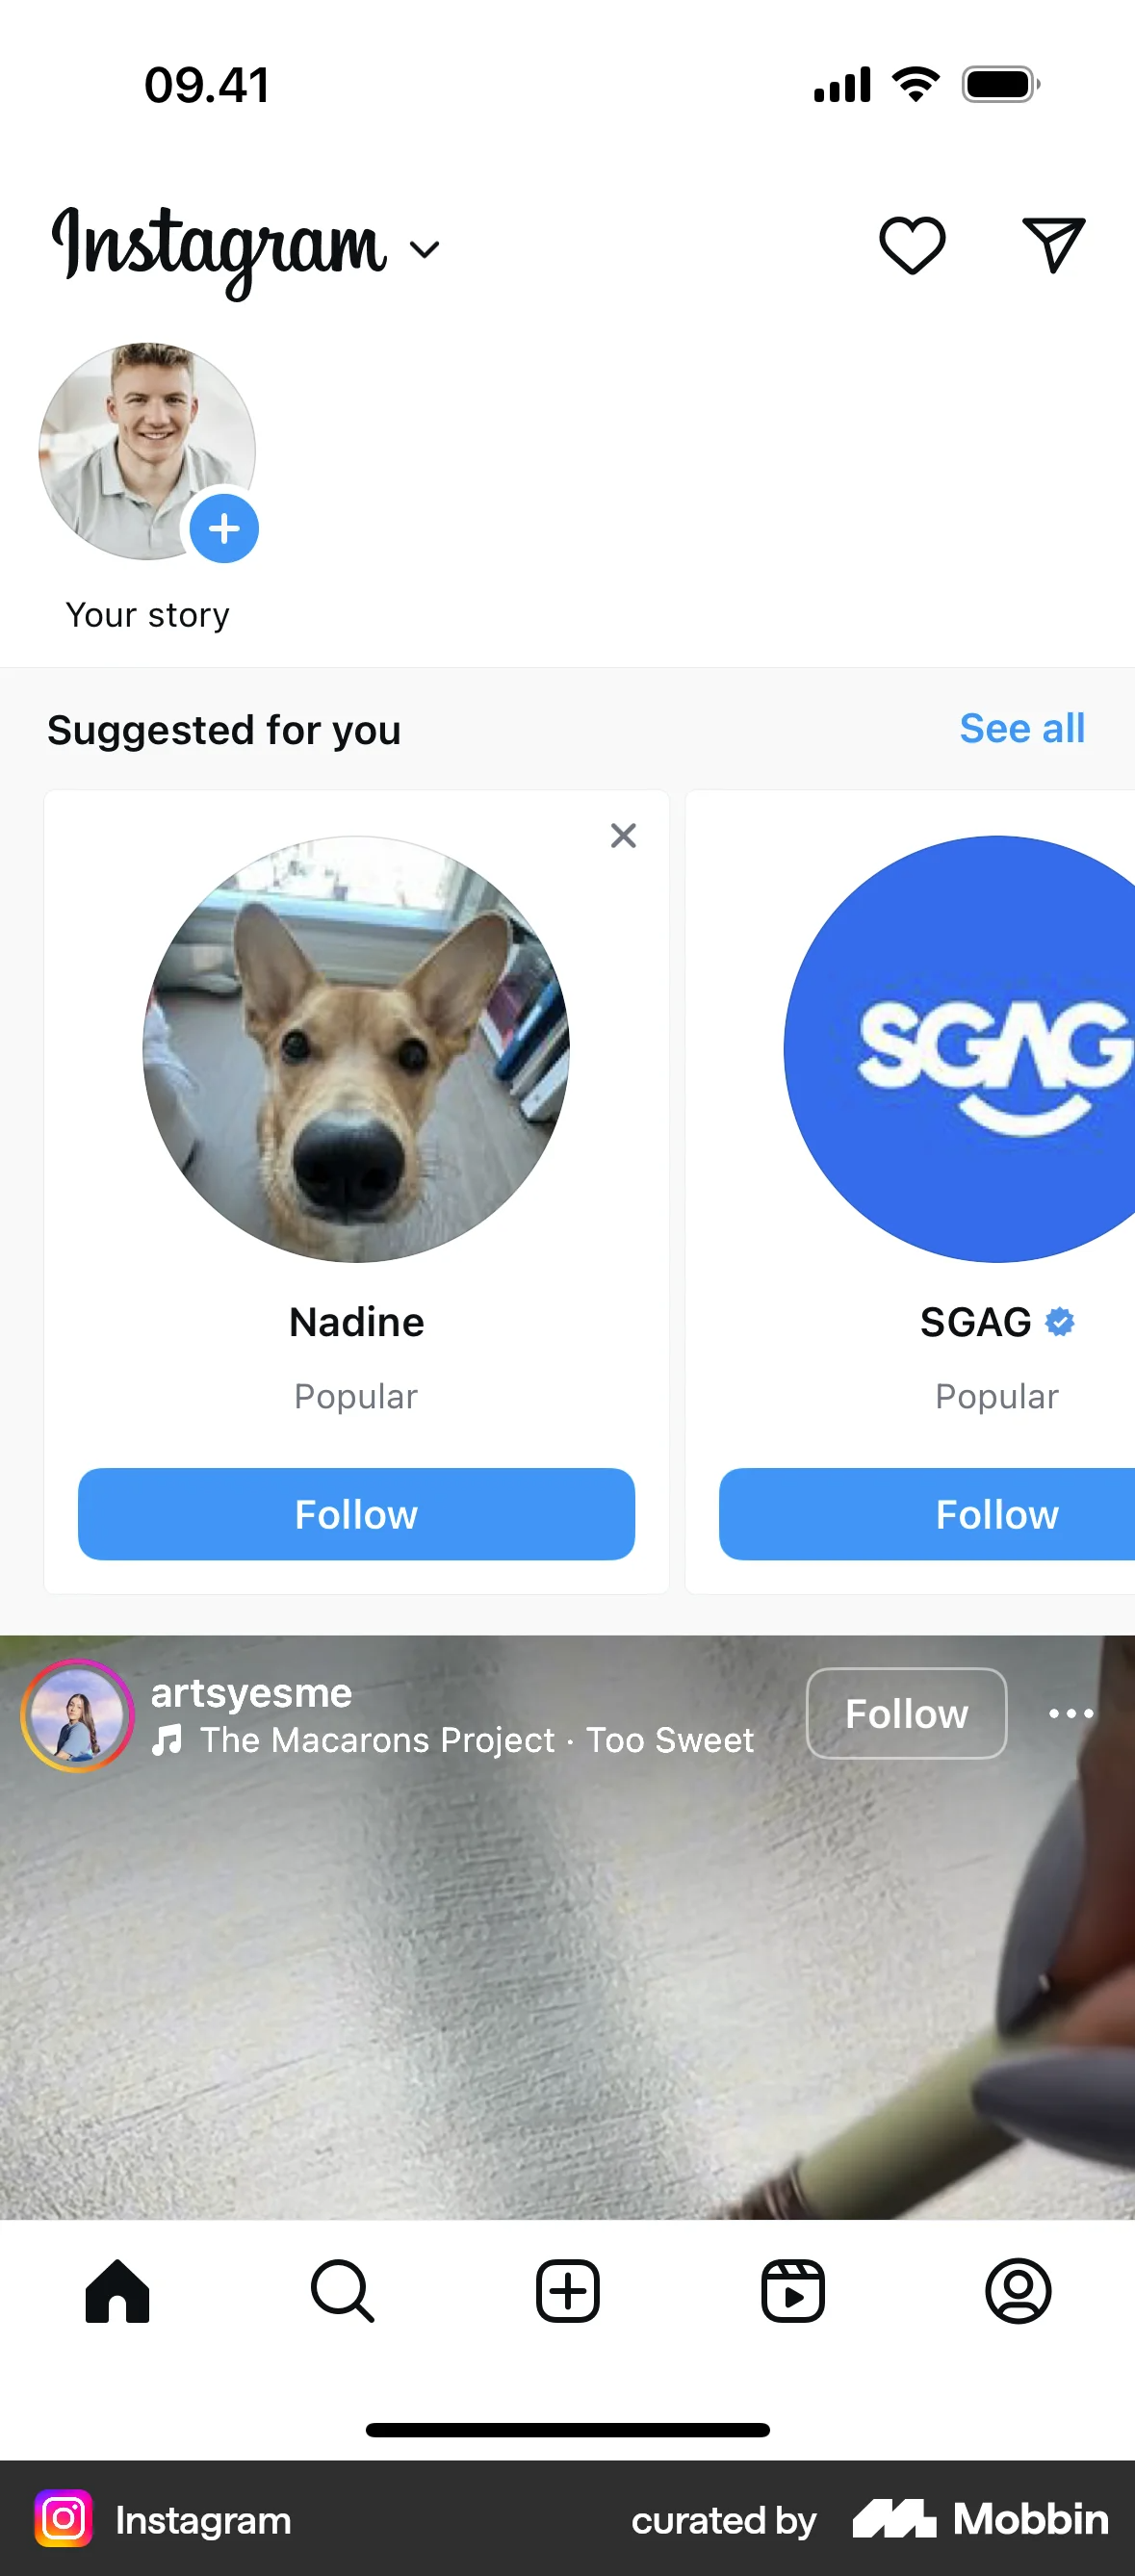 09.41
Instagram
Your story
Suggested for you
See all
SGAG
Nadine
SGAG
Popular
Popular
Follow
Follow
artsyesme
The Macarons Project · Too Sweet
Follow
Instagram
curated by
Mobbin